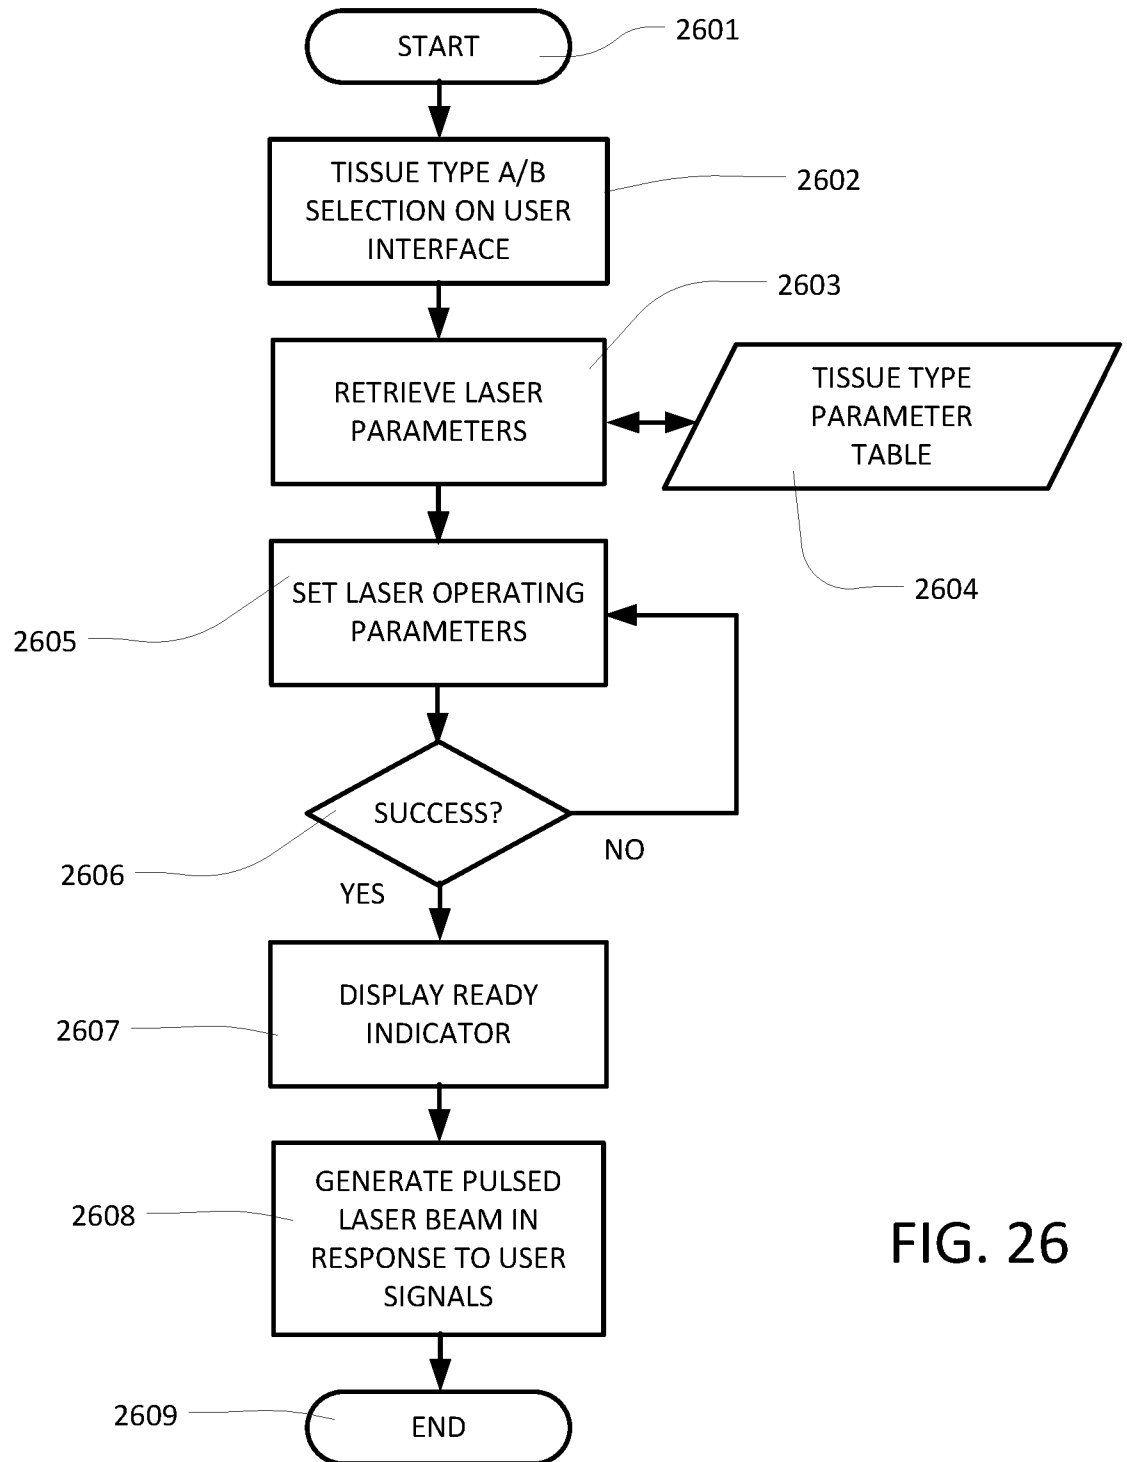 START
2601
TISSUE TYPE A/B
SELECTION ON USER
INTERFACE
2602
2603
RETRIEVE LASER
PARAMETERS
TISSUE TYPE
PARAMETER
TABLE
2604
SET LASER OPERATING
PARAMETERS
2605
SUCCESS?
NO
2606
YES
DISPLAY READY
INDICATOR
2607
GENERATE PULSED
LASER BEAM IN
RESPONSE TO USER
SIGNALS
2608
FIG. 26
2609
END